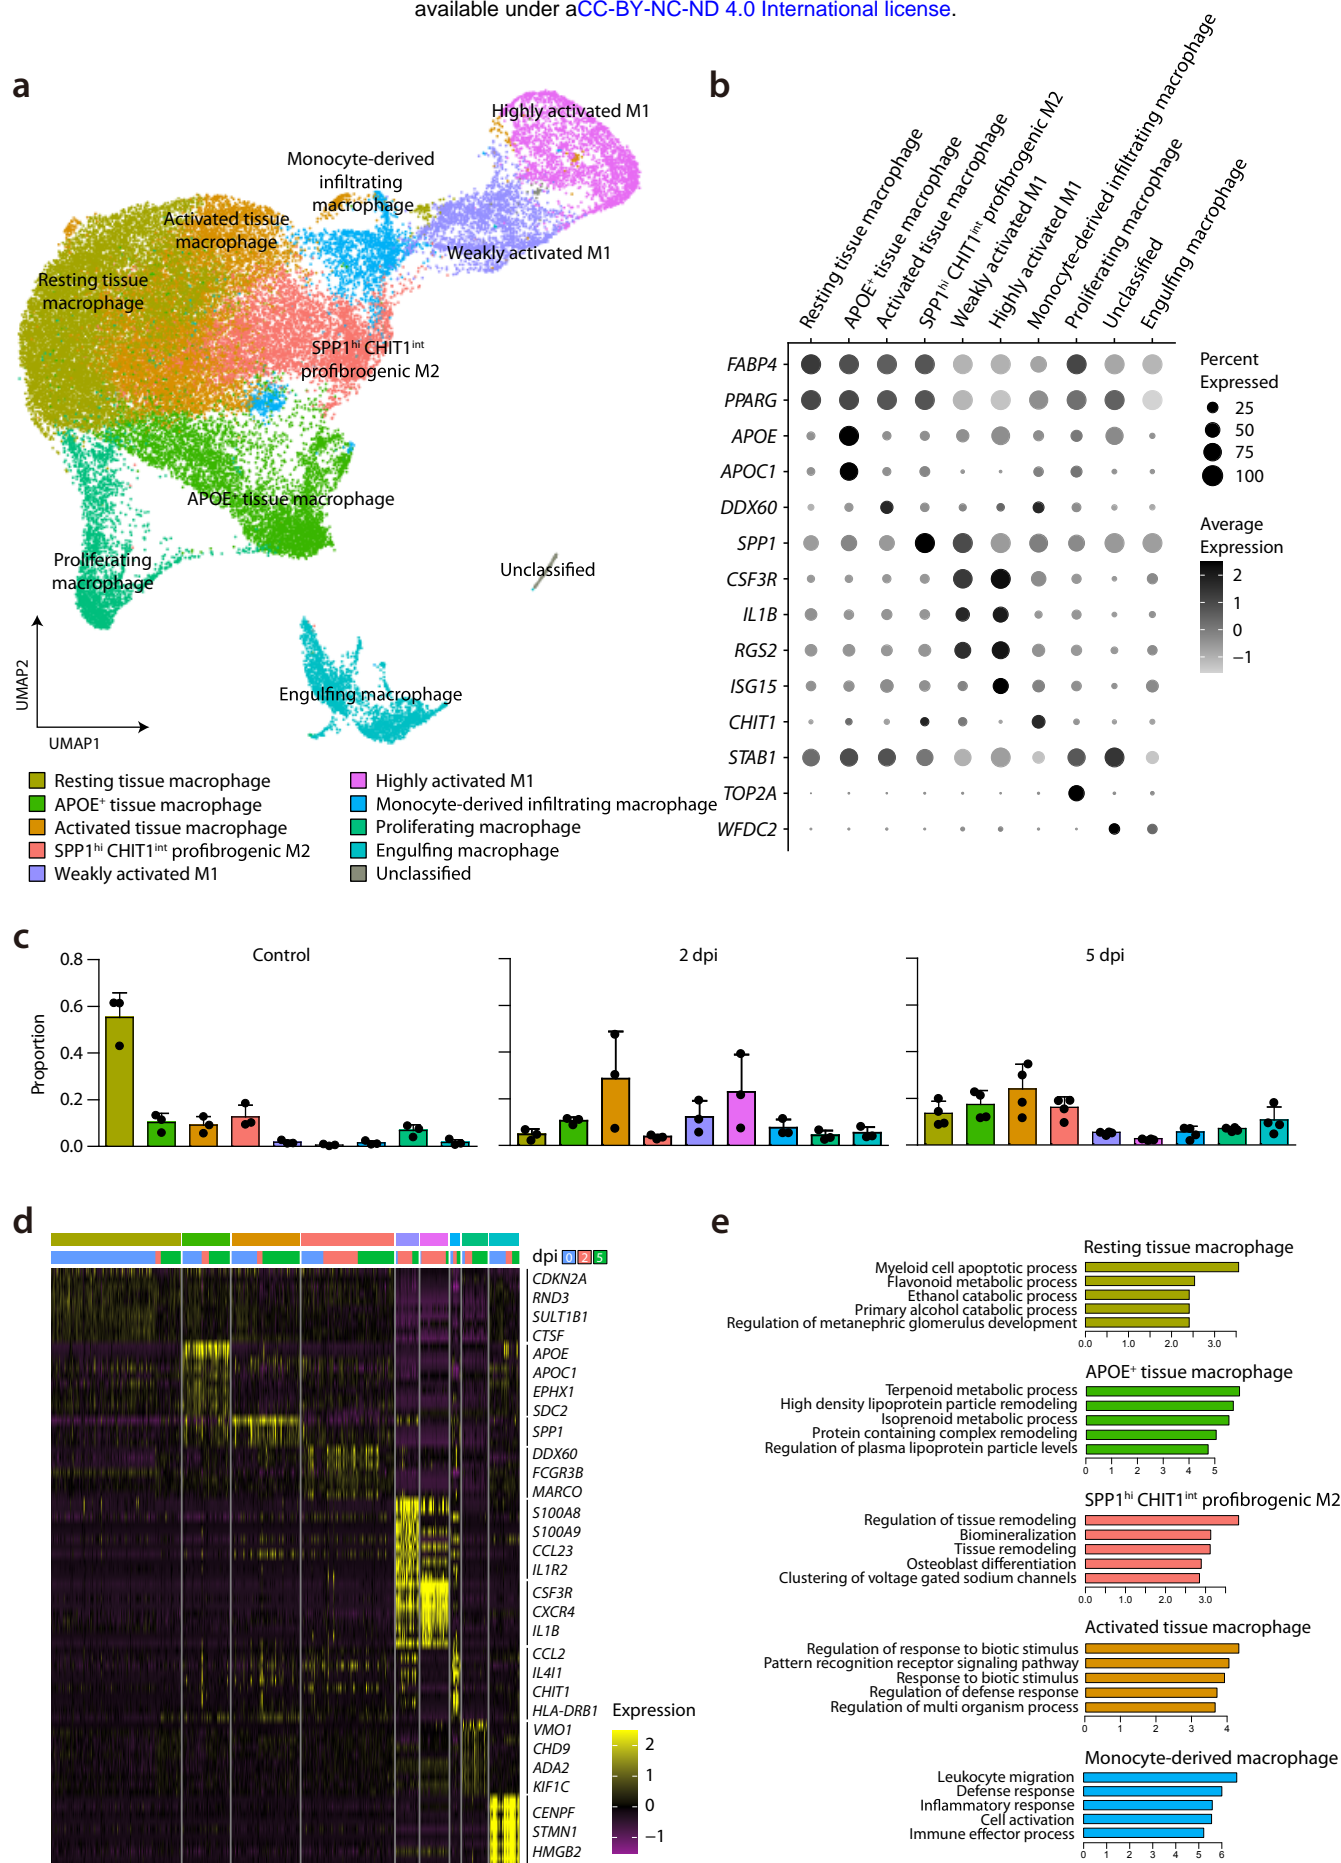 available under aCC-BY-NC-ND 4.0 International license.
a
Highly activated M1
Monocyte-derived
infiltrating
macrophage
Activated tissue
macrophage
Weakly activated M1
Resting tissue
macrophage
SPP1hi CHIT1int
profibrogenic M2
APOE+ tissue macrophage
Proliferating
macrophage
Unclassified
Engulfing macrophage
UMAP2
UMAP1
Resting tissue macrophage
APOE+ tissue macrophage
Activated tissue macrophage
SPP1hi CHIT1int profibrogenic M2
Weakly activated M1
Highly activated M1
Monocyte-derived infiltrating macrophage
Proliferating macrophage
Engulfing macrophage
Unclassified
b
Resting tissue macrophage
APOE+ tissue macrophage
Activated tissue macrophage
SPP1hi CHIT1int profibrogenic M2
Weakly activated M1
Highly activated M1
Monocyte-derived infiltrating macrophage
Proliferating macrophage
Unclassified
Engulfing macrophage
FABP4
PPARG
APOE
APOC1
DDX60
SPP1
CSF3R
IL1B
RGS2
ISG15
CHIT1
STAB1
TOP2A
WFDC2
Percent
Expressed
25
50
75
100
Average
Expression
2
1
0
−1
c
Control
2 dpi
5 dpi
Proportion
0.8
0.6
0.4
0.2
0.0
d
dpi 0 2 5
CDKN2A
RND3
SULT1B1
CTSF
APOE
APOC1
EPHX1
SDC2
SPP1
DDX60
FCGR3B
MARCO
S100A8
S100A9
CCL23
IL1R2
CSF3R
CXCR4
IL1B
CCL2
IL4I1
CHIT1
HLA-DRB1
VMO1
CHD9
ADA2
KIF1C
CENPF
STMN1
HMGB2
Expression
2
1
0
−1
e
Resting tissue macrophage
Myeloid cell apoptotic process
Flavonoid metabolic process
Ethanol catabolic process
Primary alcohol catabolic process
Regulation of metanephric glomerulus development
0.0 1.0 2.0 3.0
APOE+ tissue macrophage
Terpenoid metabolic process
High density lipoprotein particle remodeling
Isoprenoid metabolic process
Protein containing complex remodeling
Regulation of plasma lipoprotein particle levels
0 1 2 3 4 5
SPP1hi CHIT1int profibrogenic M2
Regulation of tissue remodeling
Biomineralization
Tissue remodeling
Osteoblast differentiation
Clustering of voltage gated sodium channels
0.0 1.0 2.0 3.0
Activated tissue macrophage
Regulation of response to biotic stimulus
Pattern recognition receptor signaling pathway
Response to biotic stimulus
Regulation of defense response
Regulation of multi organism process
0 1 2 3 4
Monocyte-derived macrophage
Leukocyte migration
Defense response
Inflammatory response
Cell activation
Immune effector process
0 1 2 3 4 5 6